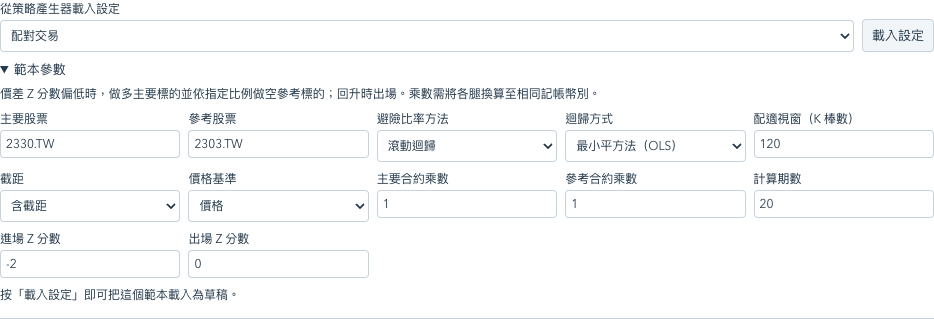 從策略產生器載入設定
配對交易
載入設定
▼ 範本參數
價差 Z 分數偏低時，做多主要標的並依指定比例做空參考標的；回升時出場。乘數需將各腿換算至相同記帳幣別。
主要股票 參考股票 避險比率方法 迴歸方式 配適視窗（K 棒數）
2330.TW 2303.TW 滾動迴歸 最小平方法（OLS） 120
截距 價格基準 主要合約乘數 參考合約乘數 計算期數
含截距 價格 1 1 20
進場 Z 分數 出場 Z 分數
-2 0
按「載入設定」即可把這個範本載入為草稿。